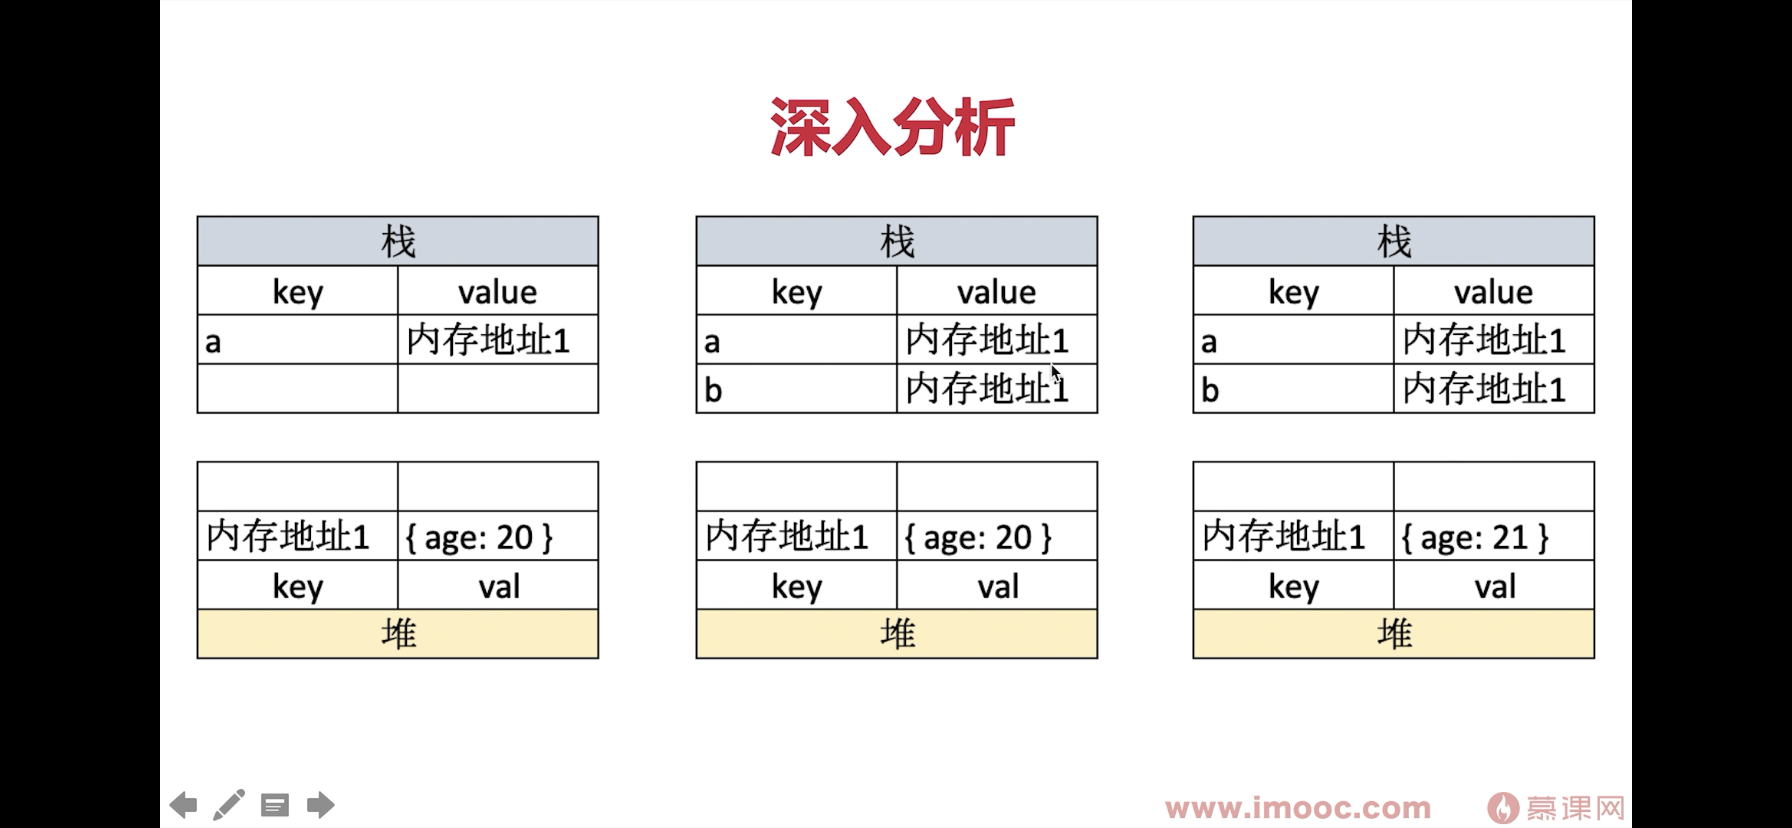 深入分析
栈
key value
a 内存地址1
内存地址1 { age: 20 }
key val
堆
栈
key value
a 内存地址1
b 内存地址1
内存地址1 { age: 20 }
key val
堆
栈
key value
a 内存地址1
b 内存地址1
内存地址1 { age: 21 }
key val
堆
www.imooc.com 慕课网